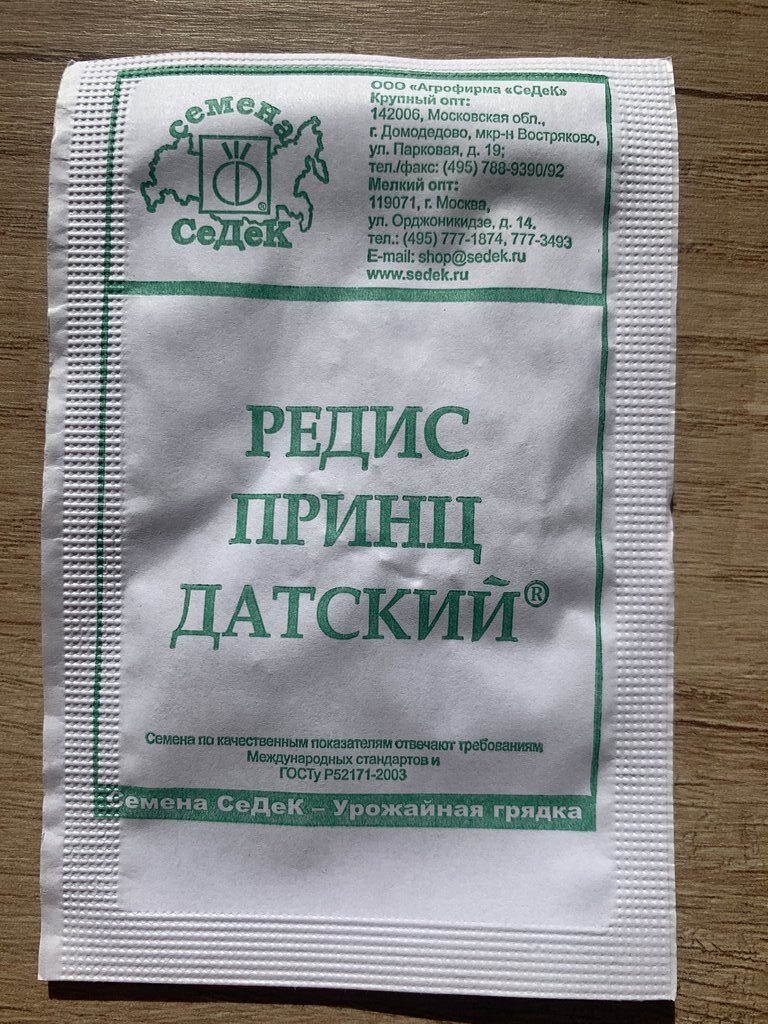 семена
СеДеК
®
ООО «Агрофирма «СеДеК»
Крупный опт:
142006, Московская обл.,
г. Домодедово, мкр-н Востряково,
ул. Парковая, д. 19;
тел./факс: (495) 788-9390/92
Мелкий опт:
119071, г. Москва,
ул. Орджоникидзе, д. 14.
тел.: (495) 777-1874, 777-3493
E-mail: shop@sedek.ru
www.sedek.ru
РЕДИС
ПРИНЦ
ДАТСКИЙ®
Семена по качественным показателям отвечают требованиям
Международных стандартов и
ГОСТу Р52171-2003
Семена СеДеК – Урожайная грядка